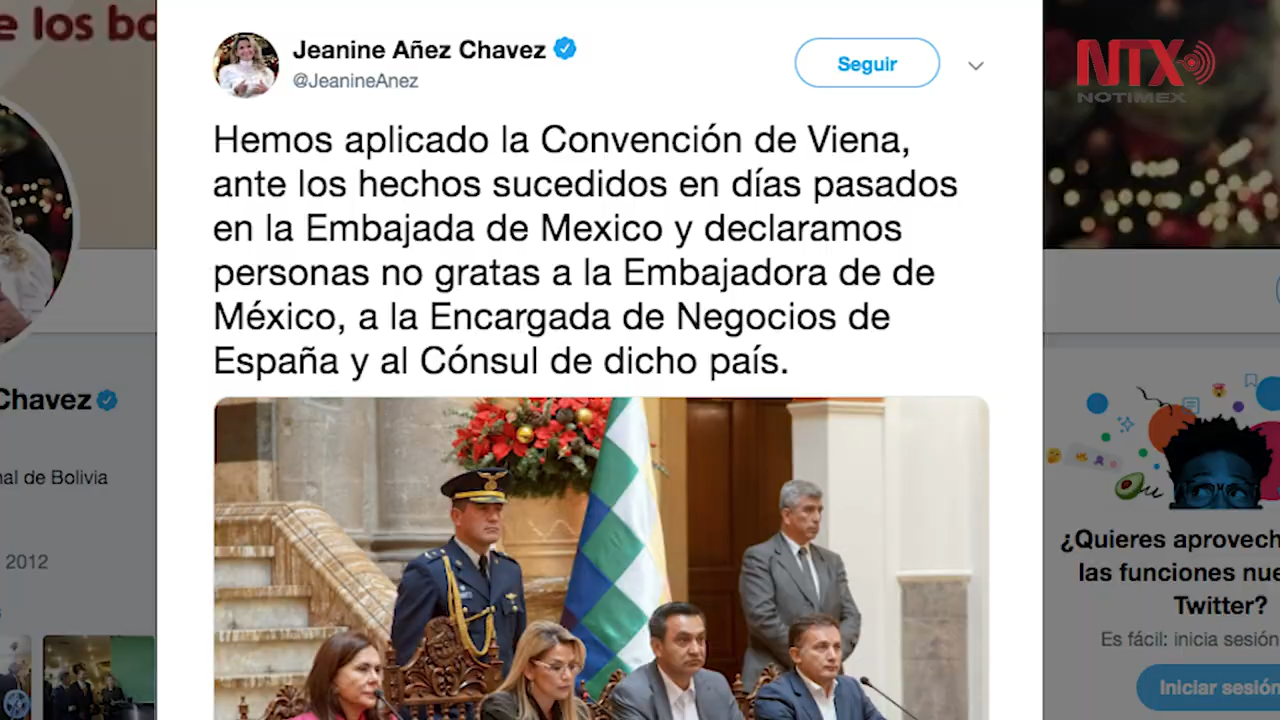 e los bo
Jeanine Añez Chavez
@JeanineAnez
Seguir
NTX
NOTIMEX
Hemos aplicado la Convención de Viena,
ante los hechos sucedidos en días pasados
en la Embajada de Mexico y declaramos
personas no gratas a la Embajadora de de
México, a la Encargada de Negocios de
España y al Cónsul de dicho país.
Chavez
nal de Bolivia
2012
¿Quieres aprovech
las funciones nue
Twitter?
Es fácil: inicia sesión
Iniciar sesión